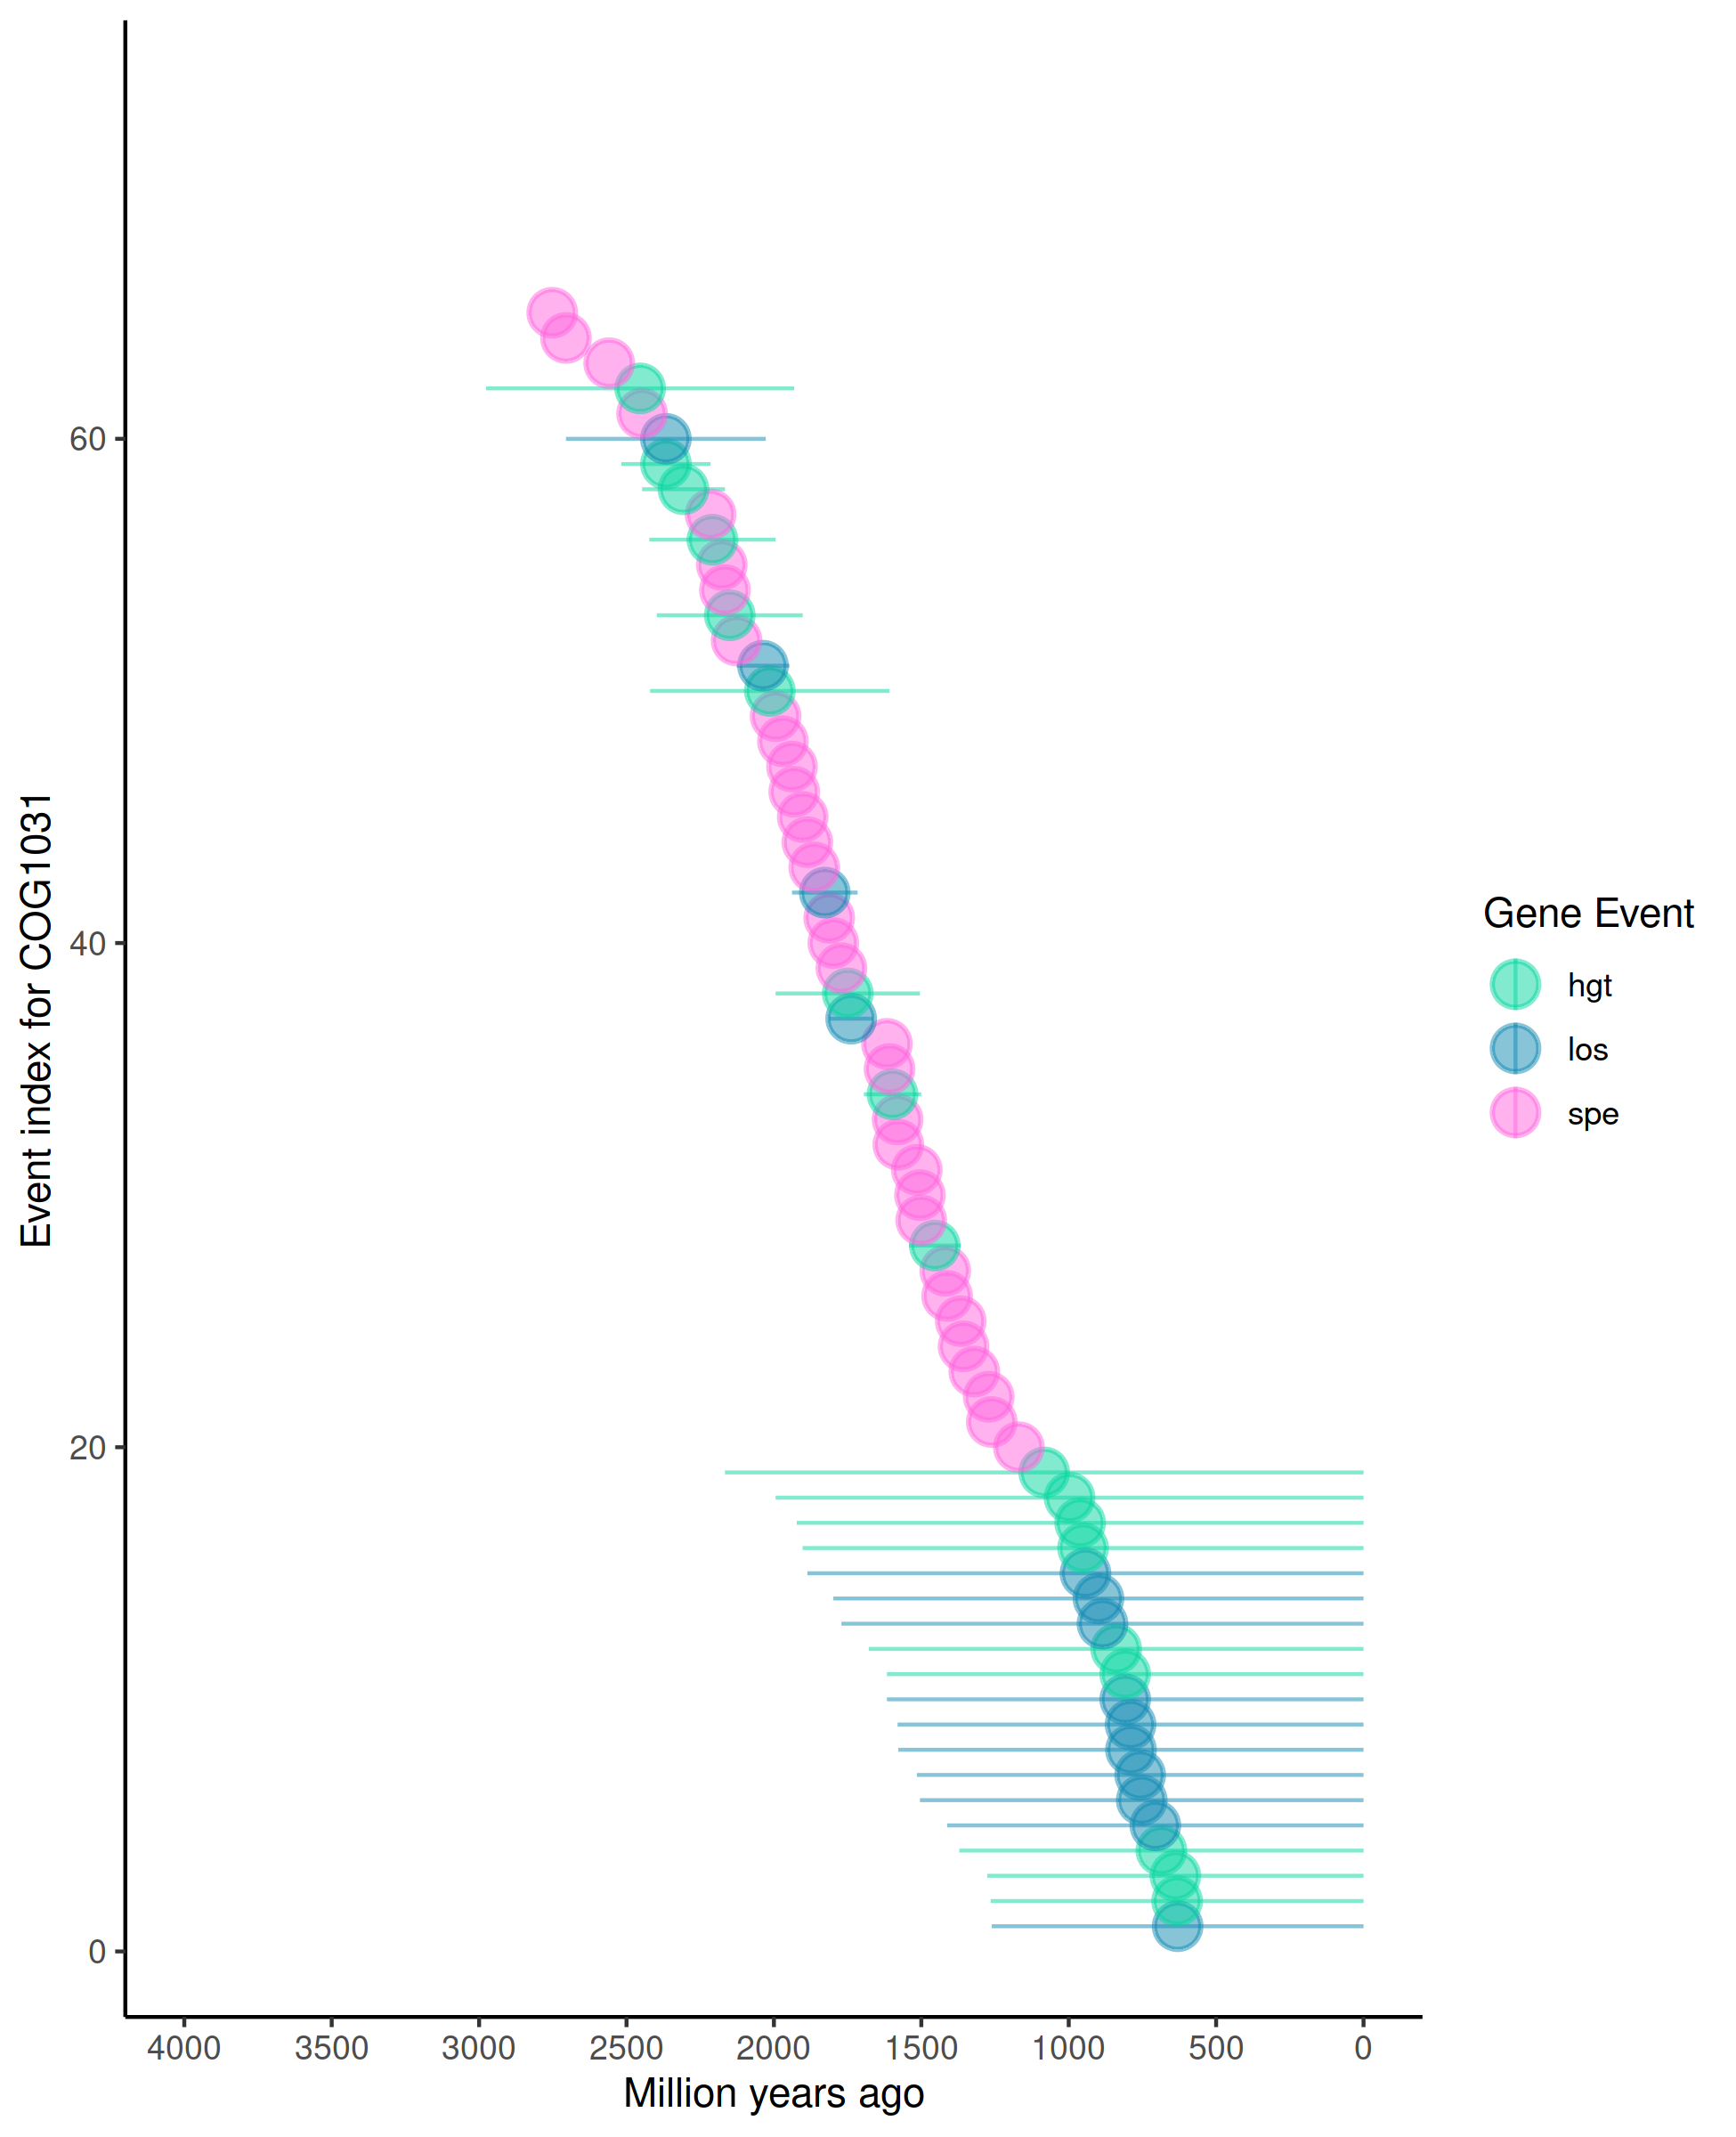 Event index for COG1031
60
40
20
0
4000 3500 3000 2500 2000 1500 1000 500 0
Million years ago
Gene Event
hgt
los
spe